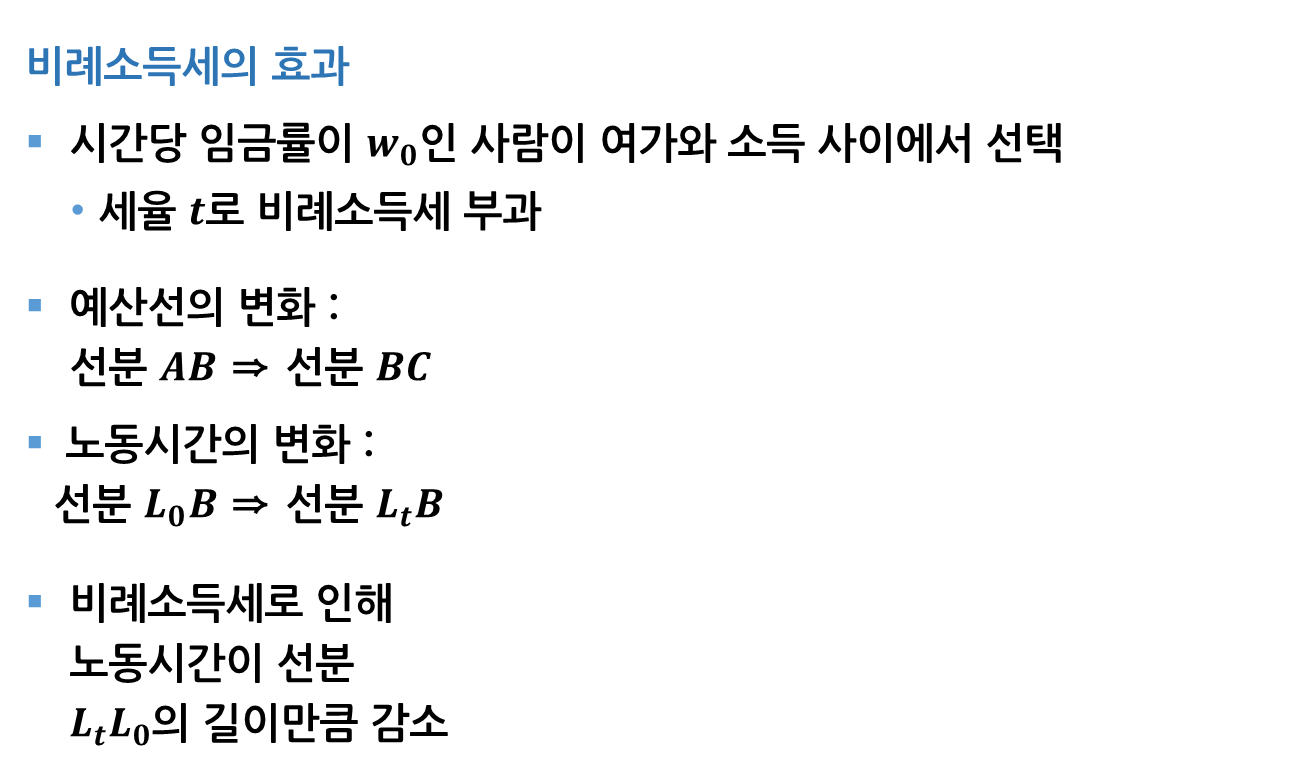 비례소득세의 효과
▪ 시간당 임금률이 w₀인 사람이 여가와 소득 사이에서 선택
• 세율 t로 비례소득세 부과
▪ 예산선의 변화 :
선분 AB ⇒ 선분 BC
▪ 노동시간의 변화 :
선분 L₀B ⇒ 선분 LₜB
▪ 비례소득세로 인해
노동시간이 선분
LₜL₀의 길이만큼 감소